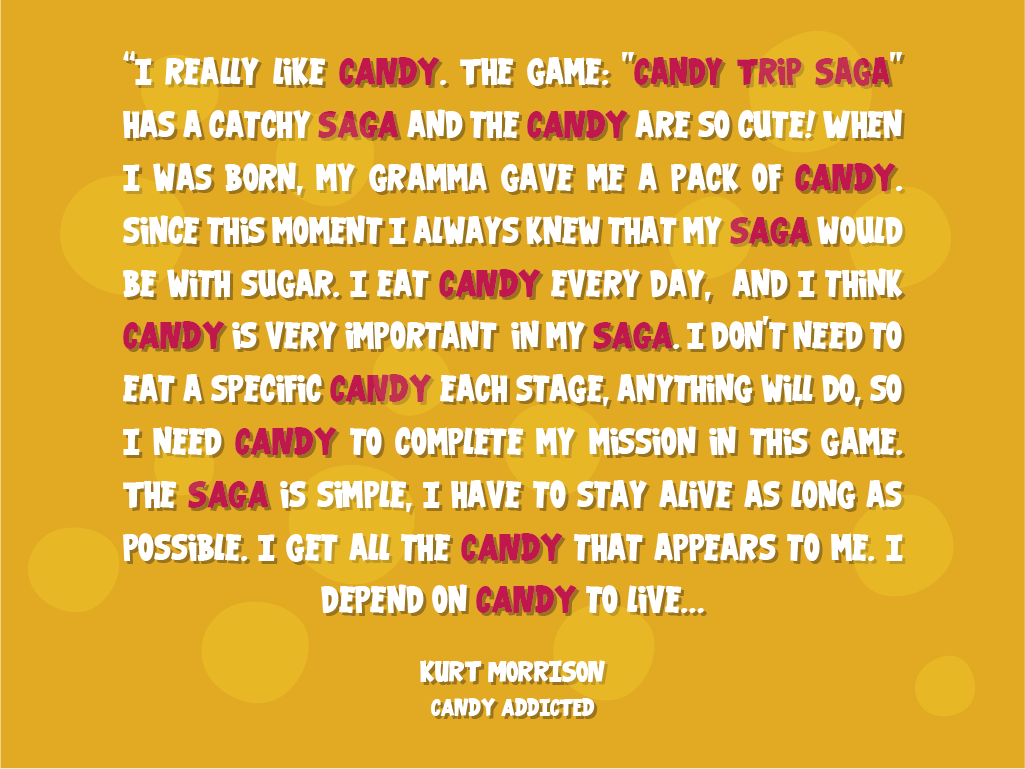 “I REALLY LIKE CANDY. THE GAME: "CANDY TRIP SAGA"
HAS A CATCHY SAGA AND THE CANDY ARE SO CUTE! WHEN
I WAS BORN, MY GRAMMA GAVE ME A PACK OF CANDY.
SINCE THIS MOMENT I ALWAYS KNEW THAT MY SAGA WOULD
BE WITH SUGAR. I EAT CANDY EVERY DAY, AND I THINK
CANDY IS VERY IMPORTANT IN MY SAGA. I DON'T NEED TO
EAT A SPECIFIC CANDY EACH STAGE, ANYTHING WILL DO, SO
I NEED CANDY TO COMPLETE MY MISSION IN THIS GAME.
THE SAGA IS SIMPLE, I HAVE TO STAY ALIVE AS LONG AS
POSSIBLE. I GET ALL THE CANDY THAT APPEARS TO ME. I
DEPEND ON CANDY TO LIVE...
KURT MORRISON
CANDY ADDICTED